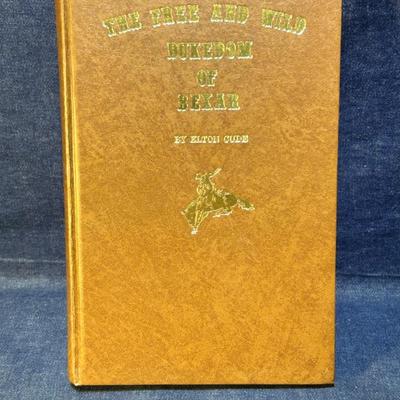 THE FREE AND WILD
DUKEDOM
OF
BEXAR
BY ELTON CUDE